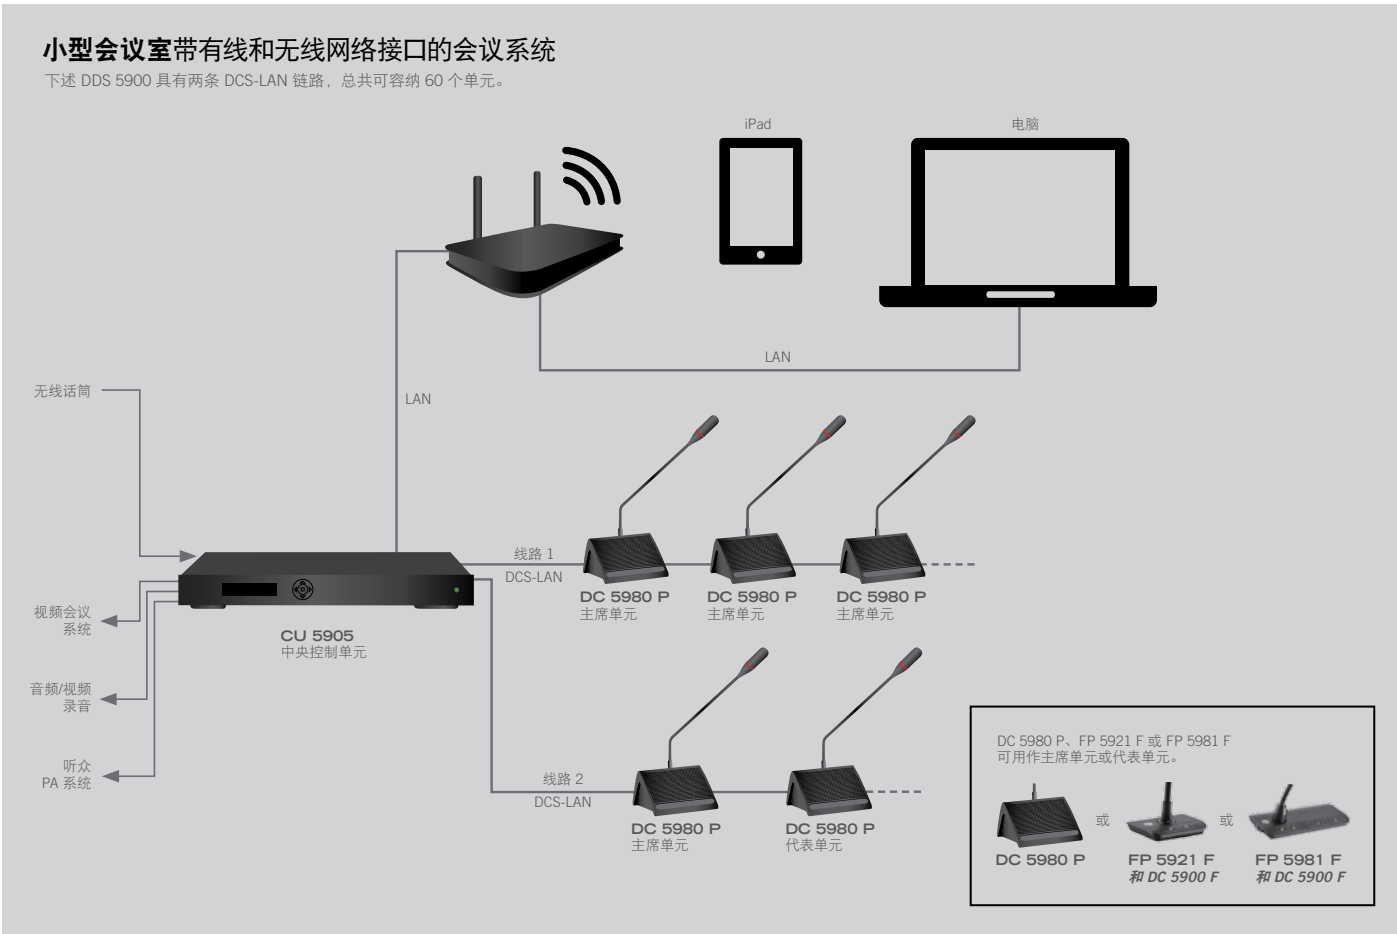 小型会议室带有线和无线网络接口的会议系统
下述 DDS 5900 具有两条 DCS-LAN 链路，总共可容纳 60 个单元。
iPad
电脑
LAN
LAN
无线话筒
视频会议
系统
音频/视频
录音
听众
PA 系统
CU 5905
中央控制单元
线路 1
DCS-LAN
DC 5980 P
主席单元
DC 5980 P
主席单元
DC 5980 P
主席单元
线路 2
DCS-LAN
DC 5980 P
主席单元
DC 5980 P
代表单元
DC 5980 P、FP 5921 F 或 FP 5981 F
可用作主席单元或代表单元。
或
或
DC 5980 P
FP 5921 F
和 DC 5900 F
FP 5981 F
和 DC 5900 F